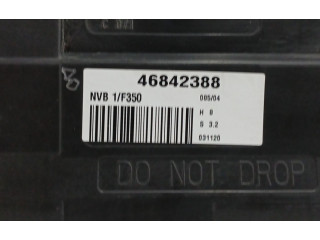 46842388
NVB 1/F350
005/04
H 8
S 3.2
031120
DO NOT DROP